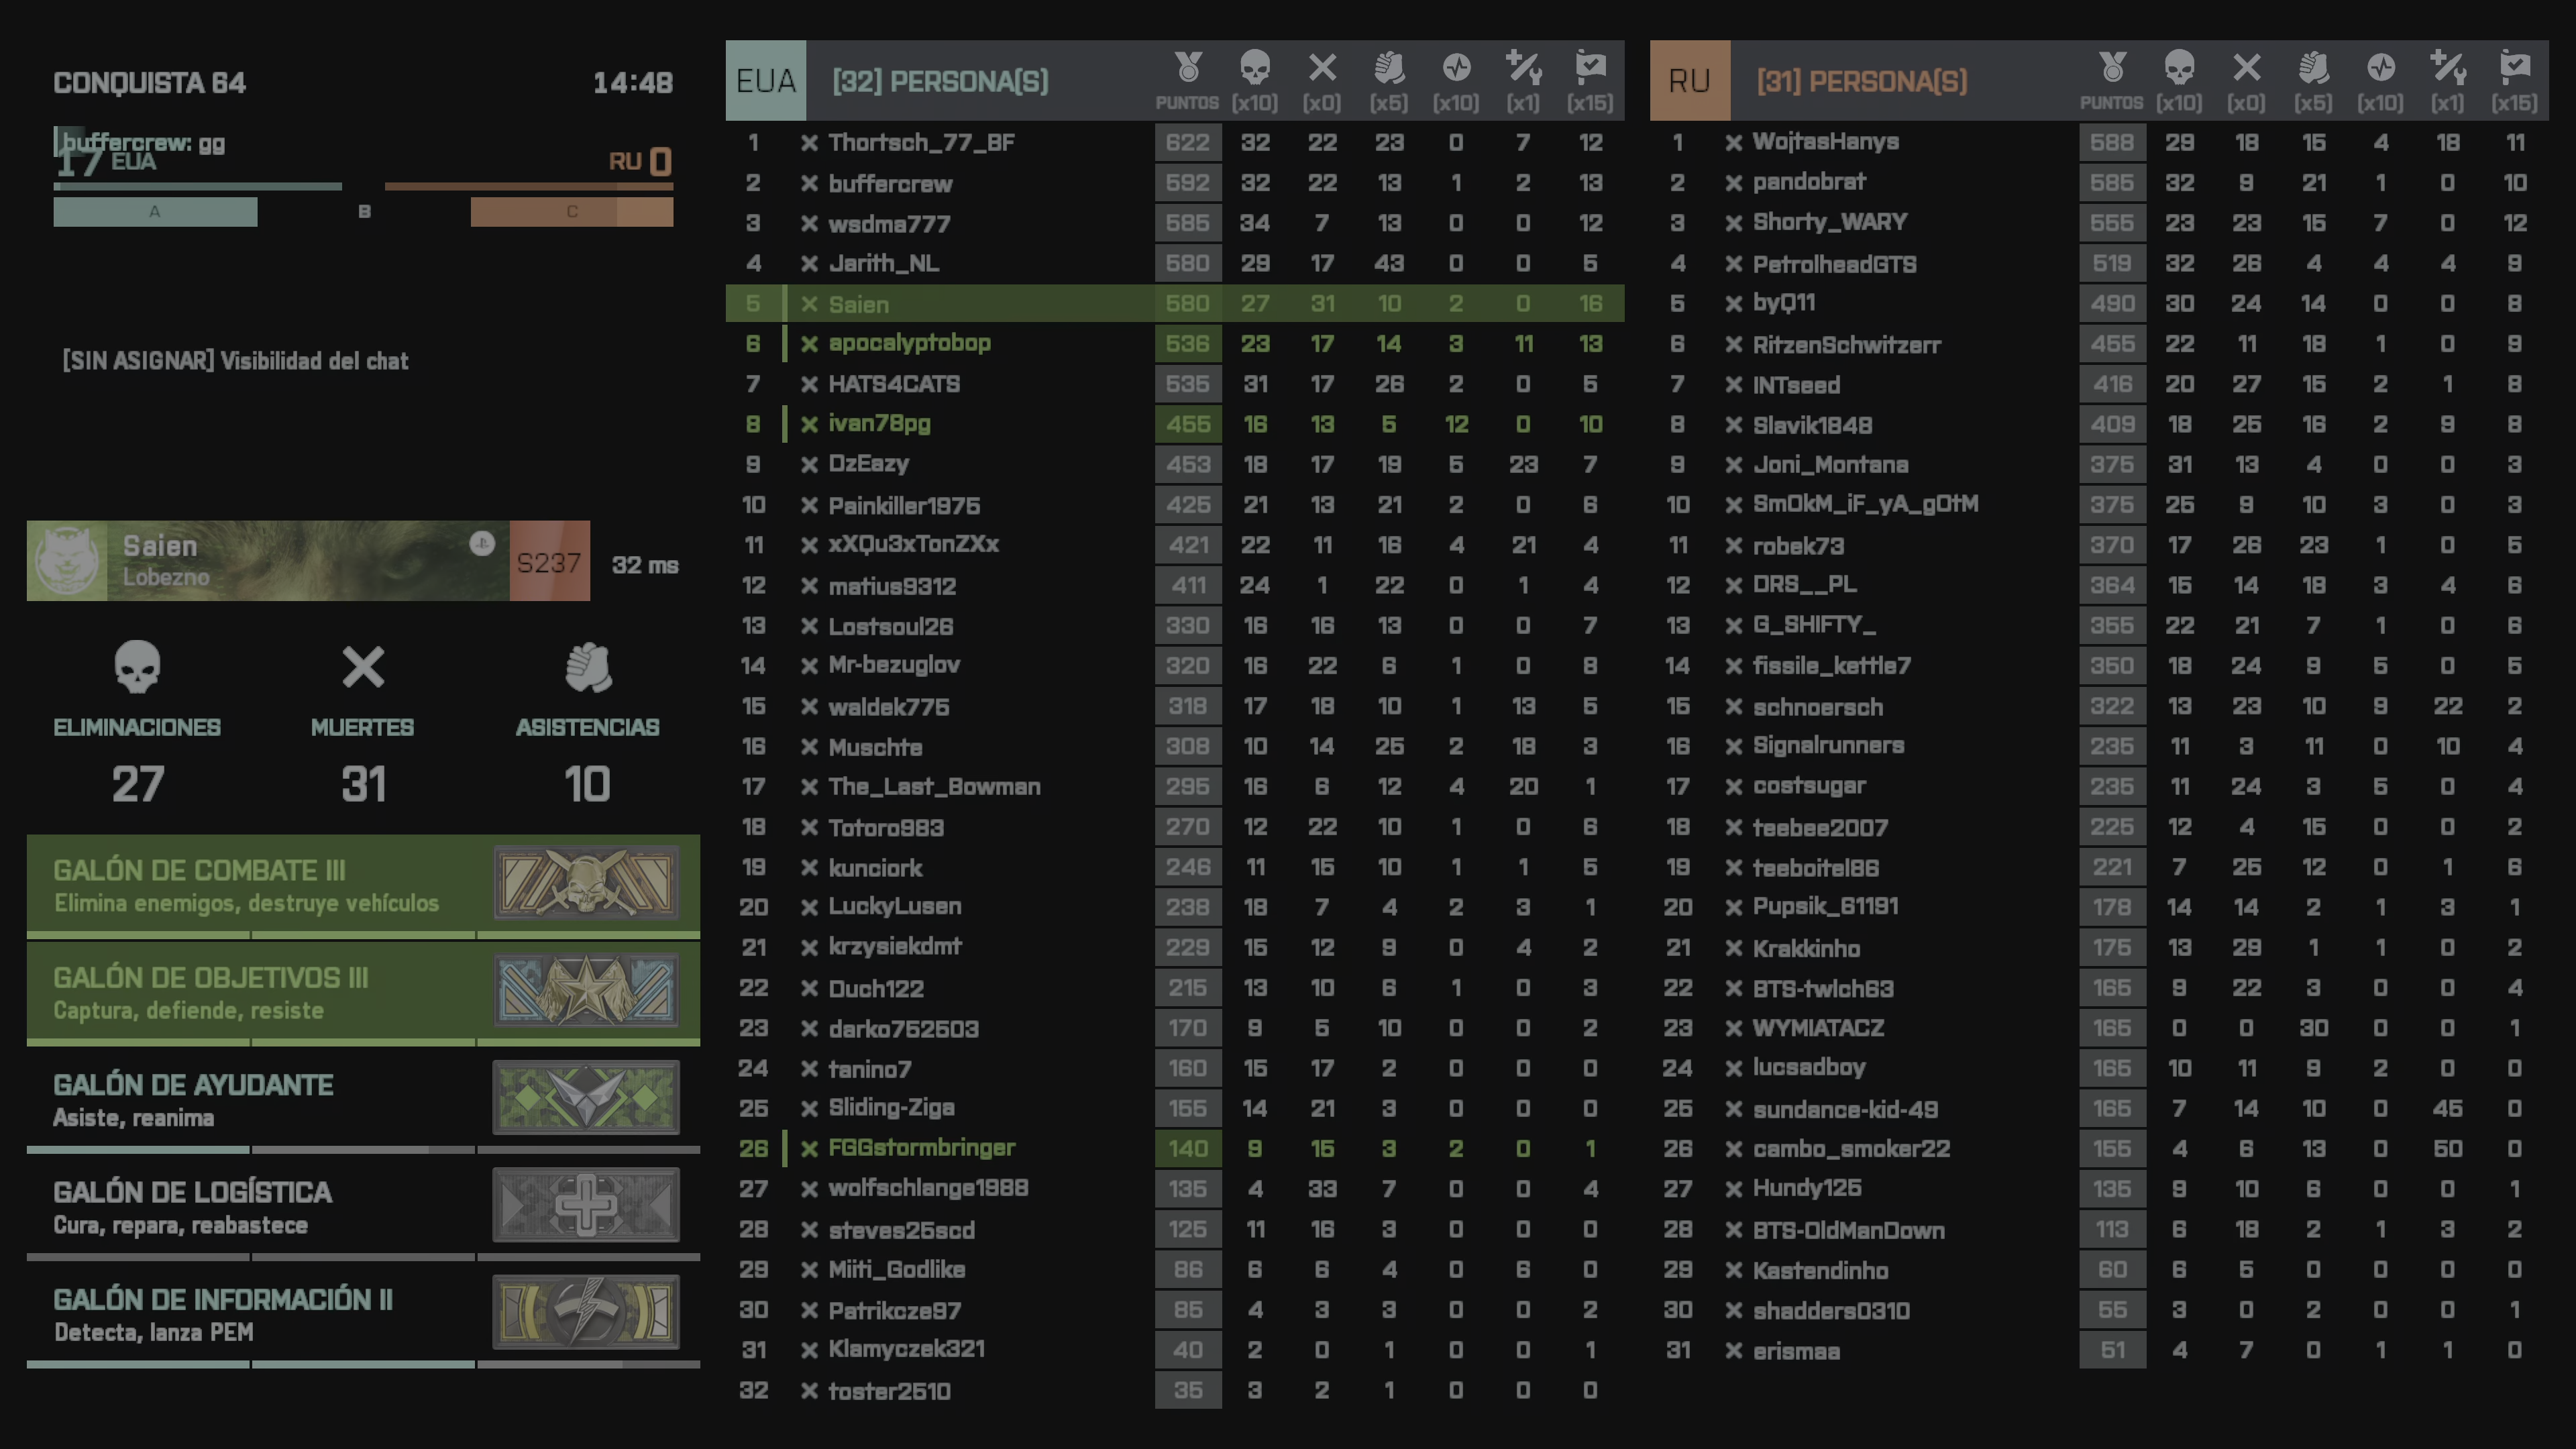 CONQUISTA 64 14:48
buffercrew: gg
17 EUA RU 0
A B C
[SIN ASIGNAR] Visibilidad del chat
Saien
Lobezno
S237 32 ms
ELIMINACIONES MUERTES ASISTENCIAS
27 31 10
GALÓN DE COMBATE III
Elimina enemigos, destruye vehículos
GALÓN DE OBJETIVOS III
Captura, defiende, resiste
GALÓN DE AYUDANTE
Asiste, reanima
GALÓN DE LOGÍSTICA
Cura, repara, reabastece
GALÓN DE INFORMACIÓN II
Detecta, lanza PEM
EUA [32] PERSONA(S) PUNTOS [x10] [x0] [x5] [x10] [x1] [x15]
1 Thortsch_77_BF 622 32 22 23 0 7 12
2 buffercrew 592 32 22 13 1 2 13
3 wsdma777 585 34 7 13 0 0 12
4 Jarith_NL 580 29 17 43 0 0 5
5 Saien 580 27 31 10 2 0 16
6 apocalyptobop 536 23 17 14 3 11 13
7 HATS4CATS 535 31 17 26 2 0 5
8 ivan78pg 455 16 13 5 12 0 10
9 DzEazy 453 18 17 19 5 23 7
10 Painkiller1975 425 21 13 21 2 0 6
11 xXQu3xTonZXx 421 22 11 16 4 21 4
12 matius9312 411 24 1 22 0 1 4
13 Lostsoul26 330 16 16 13 0 0 7
14 Mr-bezuglov 320 16 22 6 1 0 8
15 waldek775 318 17 18 10 1 13 5
16 Muschte 308 10 14 25 2 18 3
17 The_Last_Bowman 295 16 6 12 4 20 1
18 Totoro983 270 12 22 10 1 0 6
19 kunciork 246 11 15 10 1 1 5
20 LuckyLusen 238 18 7 4 2 3 1
21 krzysiekdmt 229 15 12 9 0 4 2
22 Duch122 215 13 10 6 1 0 3
23 darko752503 170 9 5 10 0 0 2
24 tanino7 160 15 17 2 0 0 0
25 Sliding-Ziga 155 14 21 3 0 0 0
26 FGGstormbringer 140 9 15 3 2 0 1
27 wolfschlange1988 135 4 33 7 0 0 4
28 steves25scd 125 11 16 3 0 0 0
29 Miiti_Godlike 86 6 6 4 0 6 0
30 Patrikcze97 85 4 3 3 0 0 2
31 Klamyczek321 40 2 0 1 0 0 1
32 toster2510 35 3 2 1 0 0 0
RU [31] PERSONA(S) PUNTOS [x10] [x0] [x5] [x10] [x1] [x15]
1 WojtasHanys 588 29 18 15 4 18 11
2 pandobrat 585 32 9 21 1 0 10
3 Shorty_WARY 555 23 23 15 7 0 12
4 PetrolheadGTS 519 32 26 4 4 4 9
5 byQ11 490 30 24 14 0 0 8
6 RitzenSchwitzerr 455 22 11 18 1 0 9
7 INTseed 416 20 27 15 2 1 8
8 Slavik1848 409 18 25 16 2 9 8
9 Joni_Montana 375 31 13 4 0 0 3
10 SmOkM_iF_yA_gOtM 375 25 9 10 3 0 3
11 robek73 370 17 26 23 1 0 5
12 DRS__PL 364 15 14 18 3 4 6
13 G_SHIFTY_ 355 22 21 7 1 0 6
14 fissile_kettle7 350 18 24 9 5 0 5
15 schnoersch 322 13 23 10 9 22 2
16 Signalrunners 235 11 3 11 0 10 4
17 costsugar 235 11 24 3 5 0 4
18 teebee2007 225 12 4 15 0 0 2
19 teeboitel86 221 7 25 12 0 1 6
20 Pupsik_61191 178 14 14 2 1 3 1
21 Krakkinho 175 13 29 1 1 0 2
22 BTS-twlch63 165 9 22 3 0 0 4
23 WYMIATACZ 165 0 0 30 0 0 1
24 lucsadboy 165 10 11 9 2 0 0
25 sundance-kid-49 165 7 14 10 0 45 0
26 cambo_smoker22 155 4 6 13 0 50 0
27 Hundy125 135 9 10 6 0 0 1
28 BTS-OldManDown 113 6 18 2 1 3 2
29 Kastendinho 60 6 5 0 0 0 0
30 shadders0310 55 3 0 2 0 0 1
31 erismaa 51 4 7 0 1 1 0